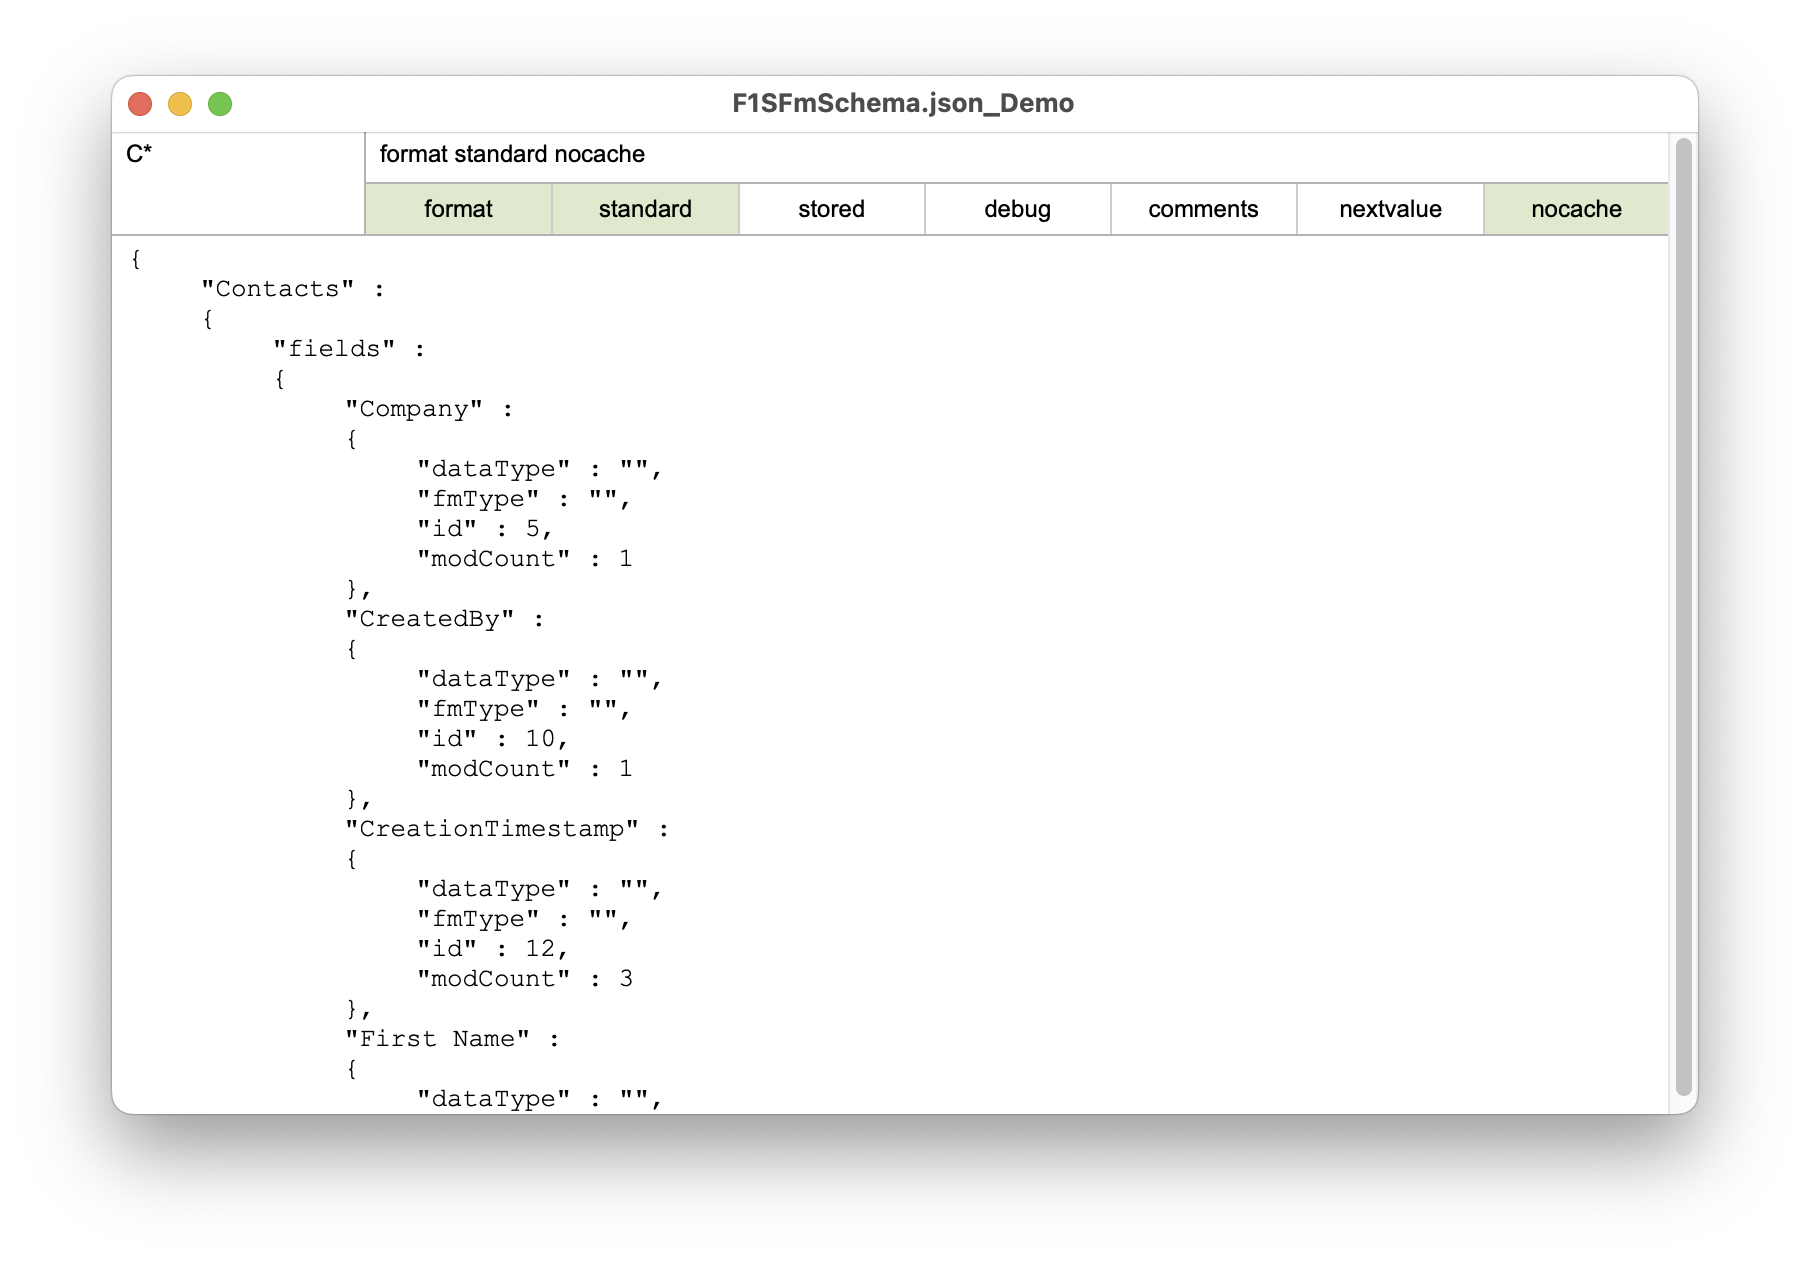 F1SFmSchema.json_Demo
C*
format standard nocache
format standard stored debug comments nextvalue nocache
{
"Contacts" :
{
"fields" :
{
"Company" :
{
"dataType" : "",
"fmType" : "",
"id" : 5,
"modCount" : 1
},
"CreatedBy" :
{
"dataType" : "",
"fmType" : "",
"id" : 10,
"modCount" : 1
},
"CreationTimestamp" :
{
"dataType" : "",
"fmType" : "",
"id" : 12,
"modCount" : 3
},
"First Name" :
{
"dataType" : "",